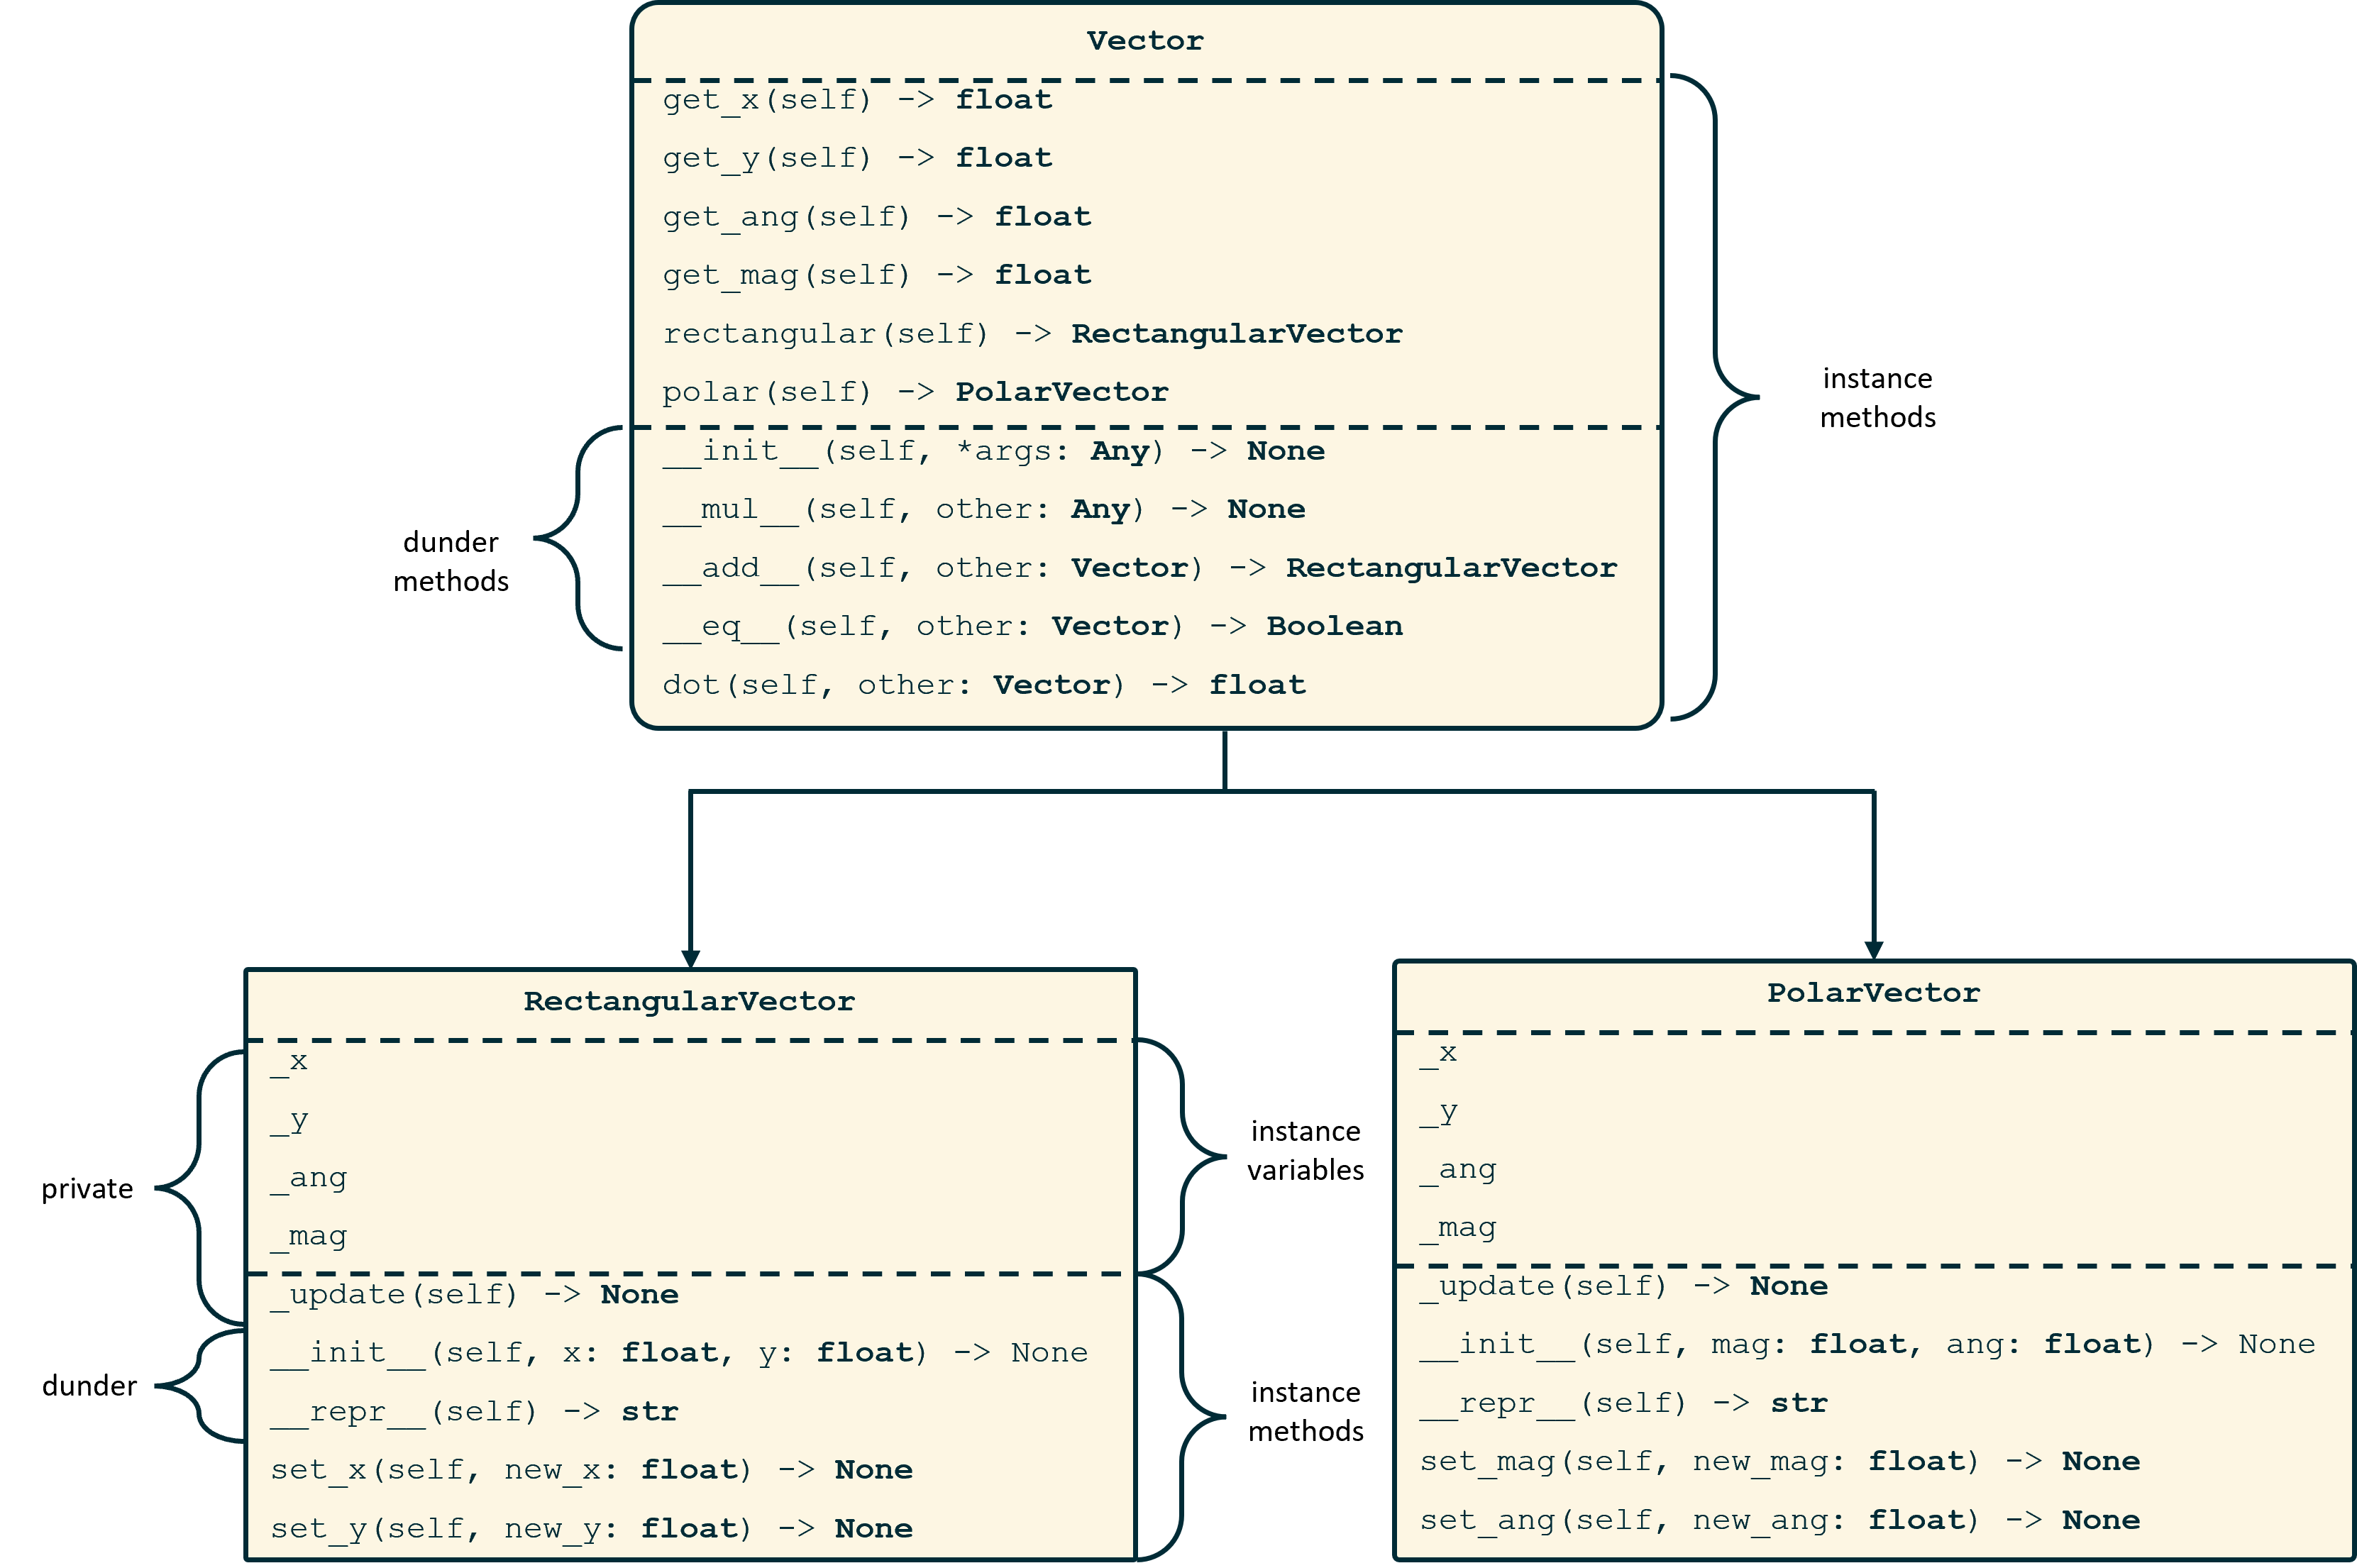 Vector
get_x(self) -> float
get_y(self) -> float
get_ang(self) -> float
get_mag(self) -> float
rectangular(self) -> RectangularVector
polar(self) -> PolarVector
__init__(self, *args: Any) -> None
__mul__(self, other: Any) -> None
__add__(self, other: Vector) -> RectangularVector
__eq__(self, other: Vector) -> Boolean
dot(self, other: Vector) -> float
instance
methods
dunder
methods
RectangularVector
_x
_y
_ang
_mag
_update(self) -> None
__init__(self, x: float, y: float) -> None
__repr__(self) -> str
set_x(self, new_x: float) -> None
set_y(self, new_y: float) -> None
private
dunder
instance
variables
instance
methods
PolarVector
_x
_y
_ang
_mag
_update(self) -> None
__init__(self, mag: float, ang: float) -> None
__repr__(self) -> str
set_mag(self, new_mag: float) -> None
set_ang(self, new_ang: float) -> None